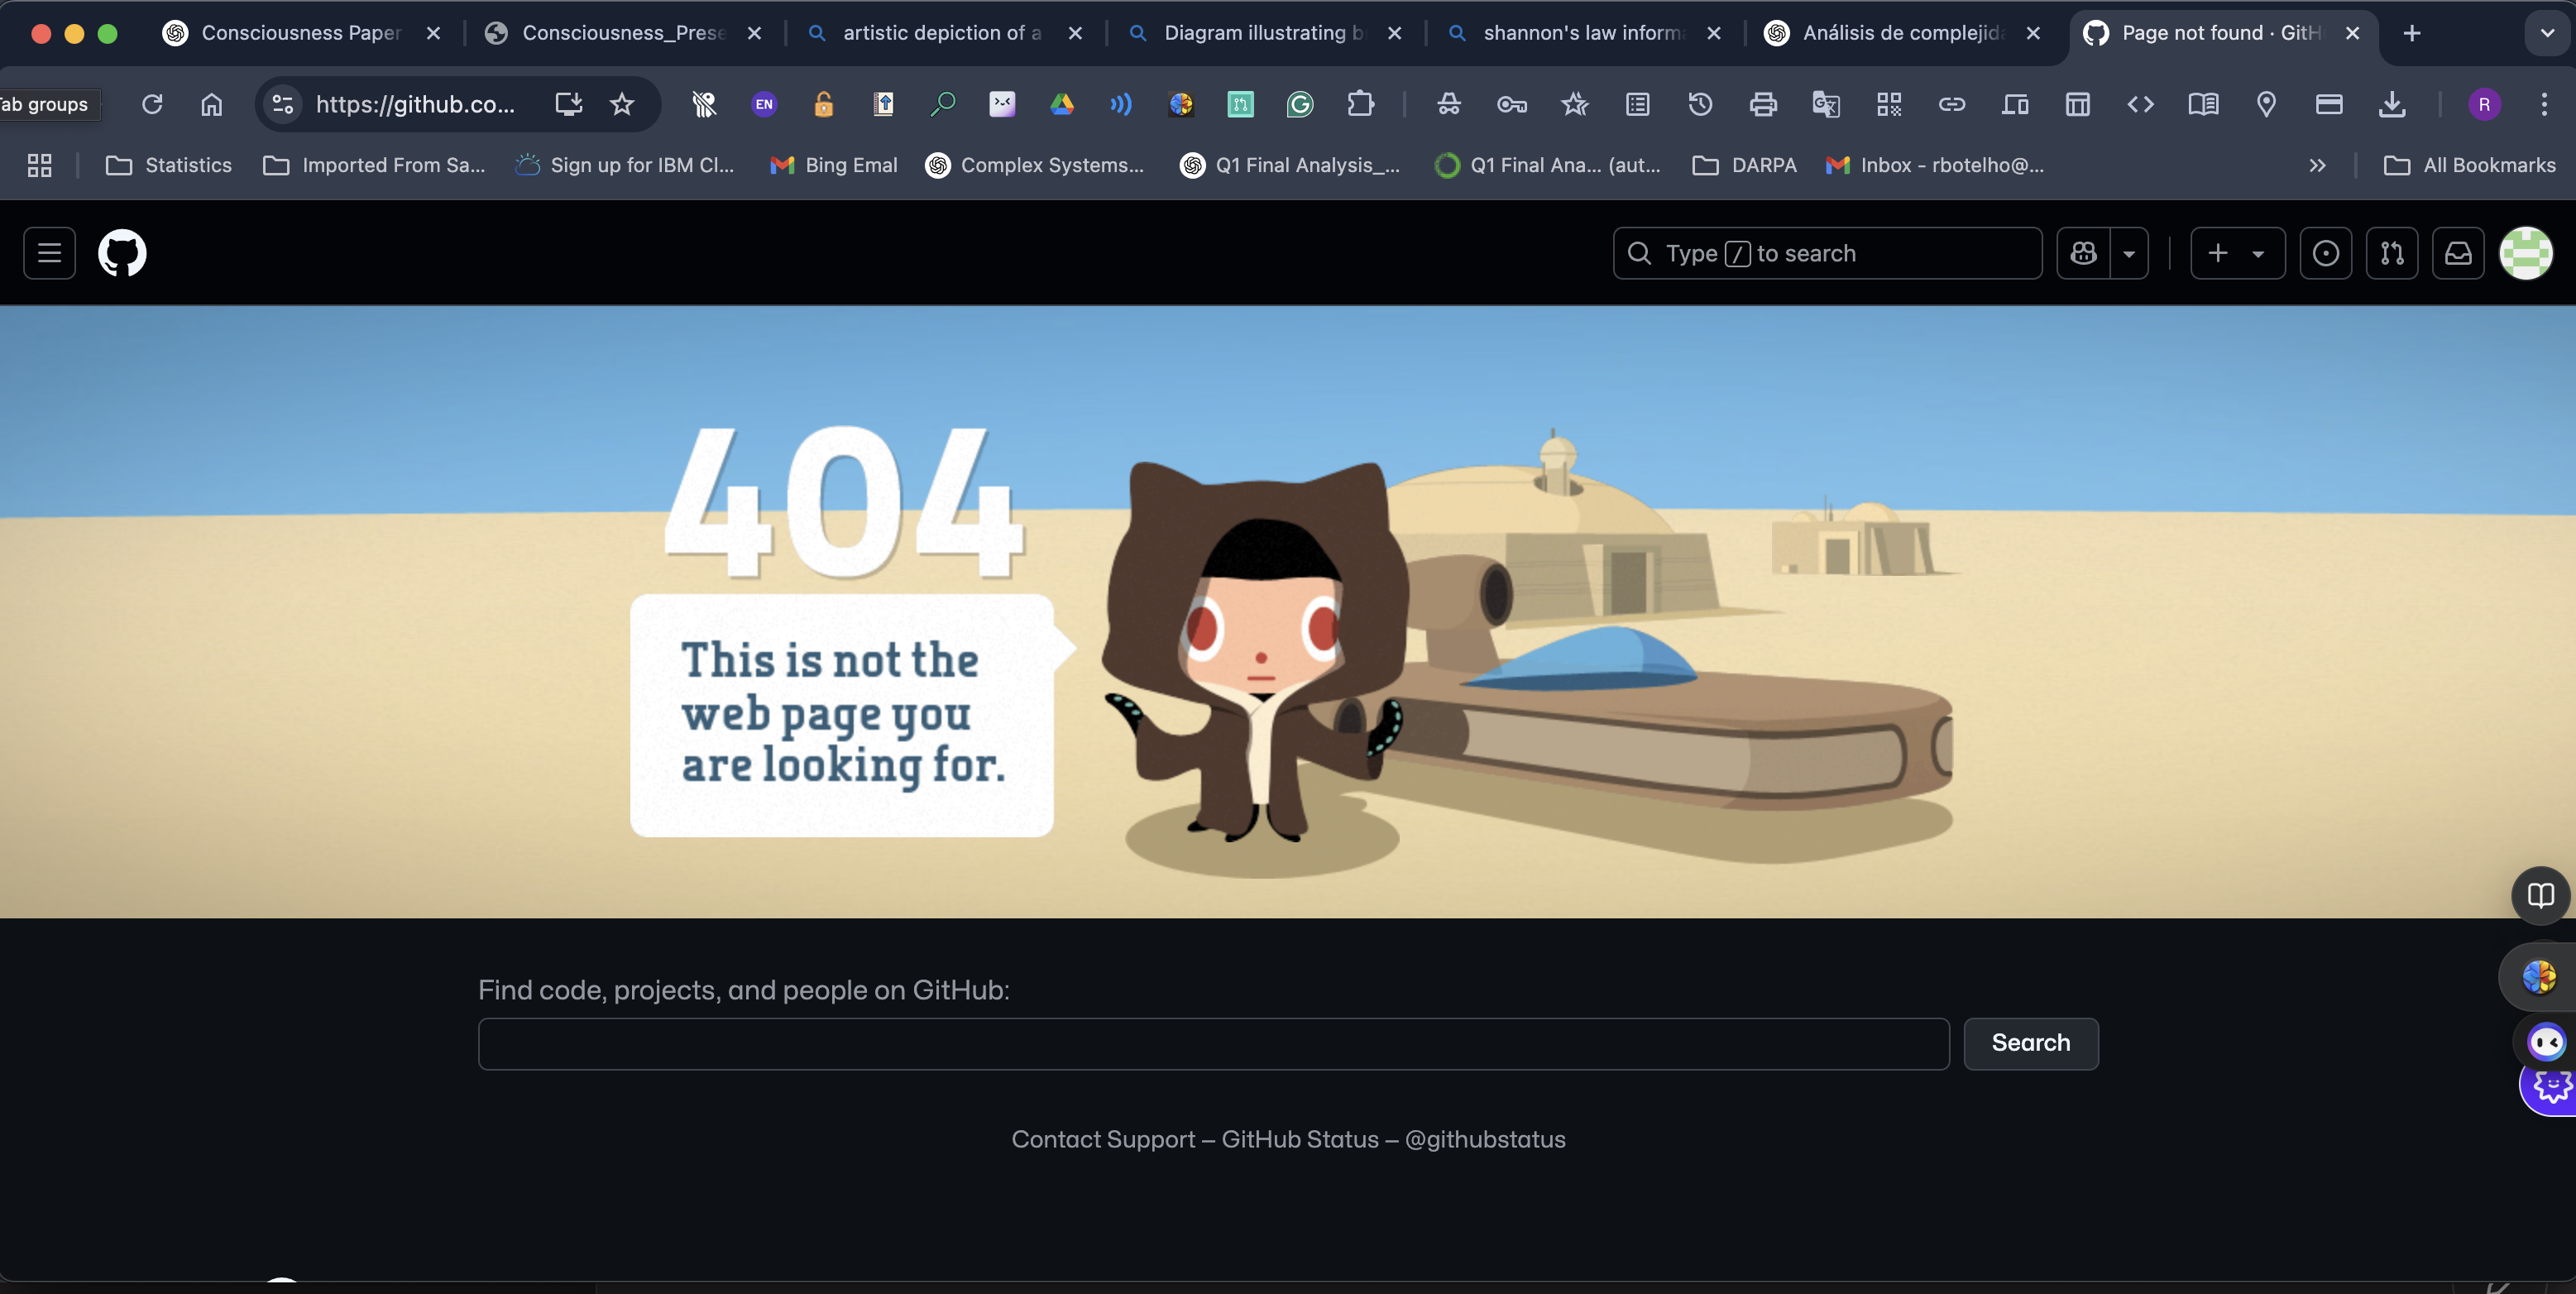 Consciousness Paper
Consciousness_Prese
artistic depiction of a
Diagram illustrating b
shannon's law informa
Análisis de complejida
Page not found · GitH
Tab groups
https://github.co...
EN
R
Statistics
Imported From Sa...
Sign up for IBM Cl...
Bing Emal
Complex Systems...
Q1 Final Analysis_...
Q1 Final Ana... (aut...
DARPA
Inbox - rbotelho@...
All Bookmarks
Type / to search
404
This is not the
web page you
are looking for.
Find code, projects, and people on GitHub:
Search
Contact Support — GitHub Status — @githubstatus